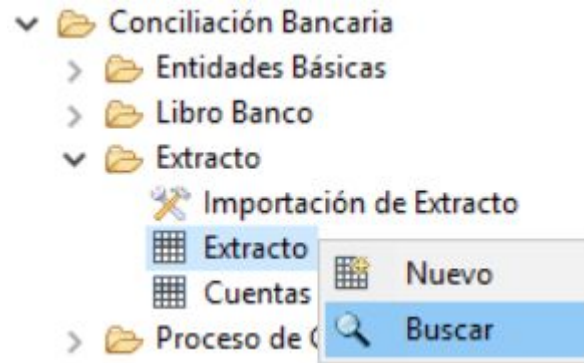 Conciliación Bancaria
Entidades Básicas
Libro Banco
Extracto
Importación de Extracto
Extracto
Nuevo
Cuentas
Buscar
Proceso de